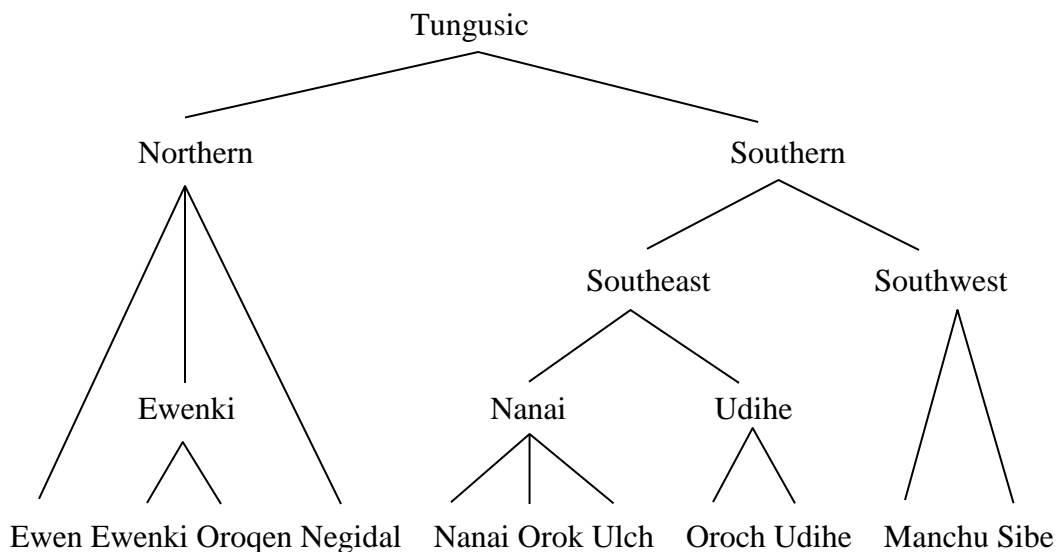 Tungusic
Northern Southern
Southeast Southwest
Ewenki Nanai Udihe
Ewen Ewenki Oroqen Negidal Nanai Orok Ulch Oroch Udihe Manchu Sibe